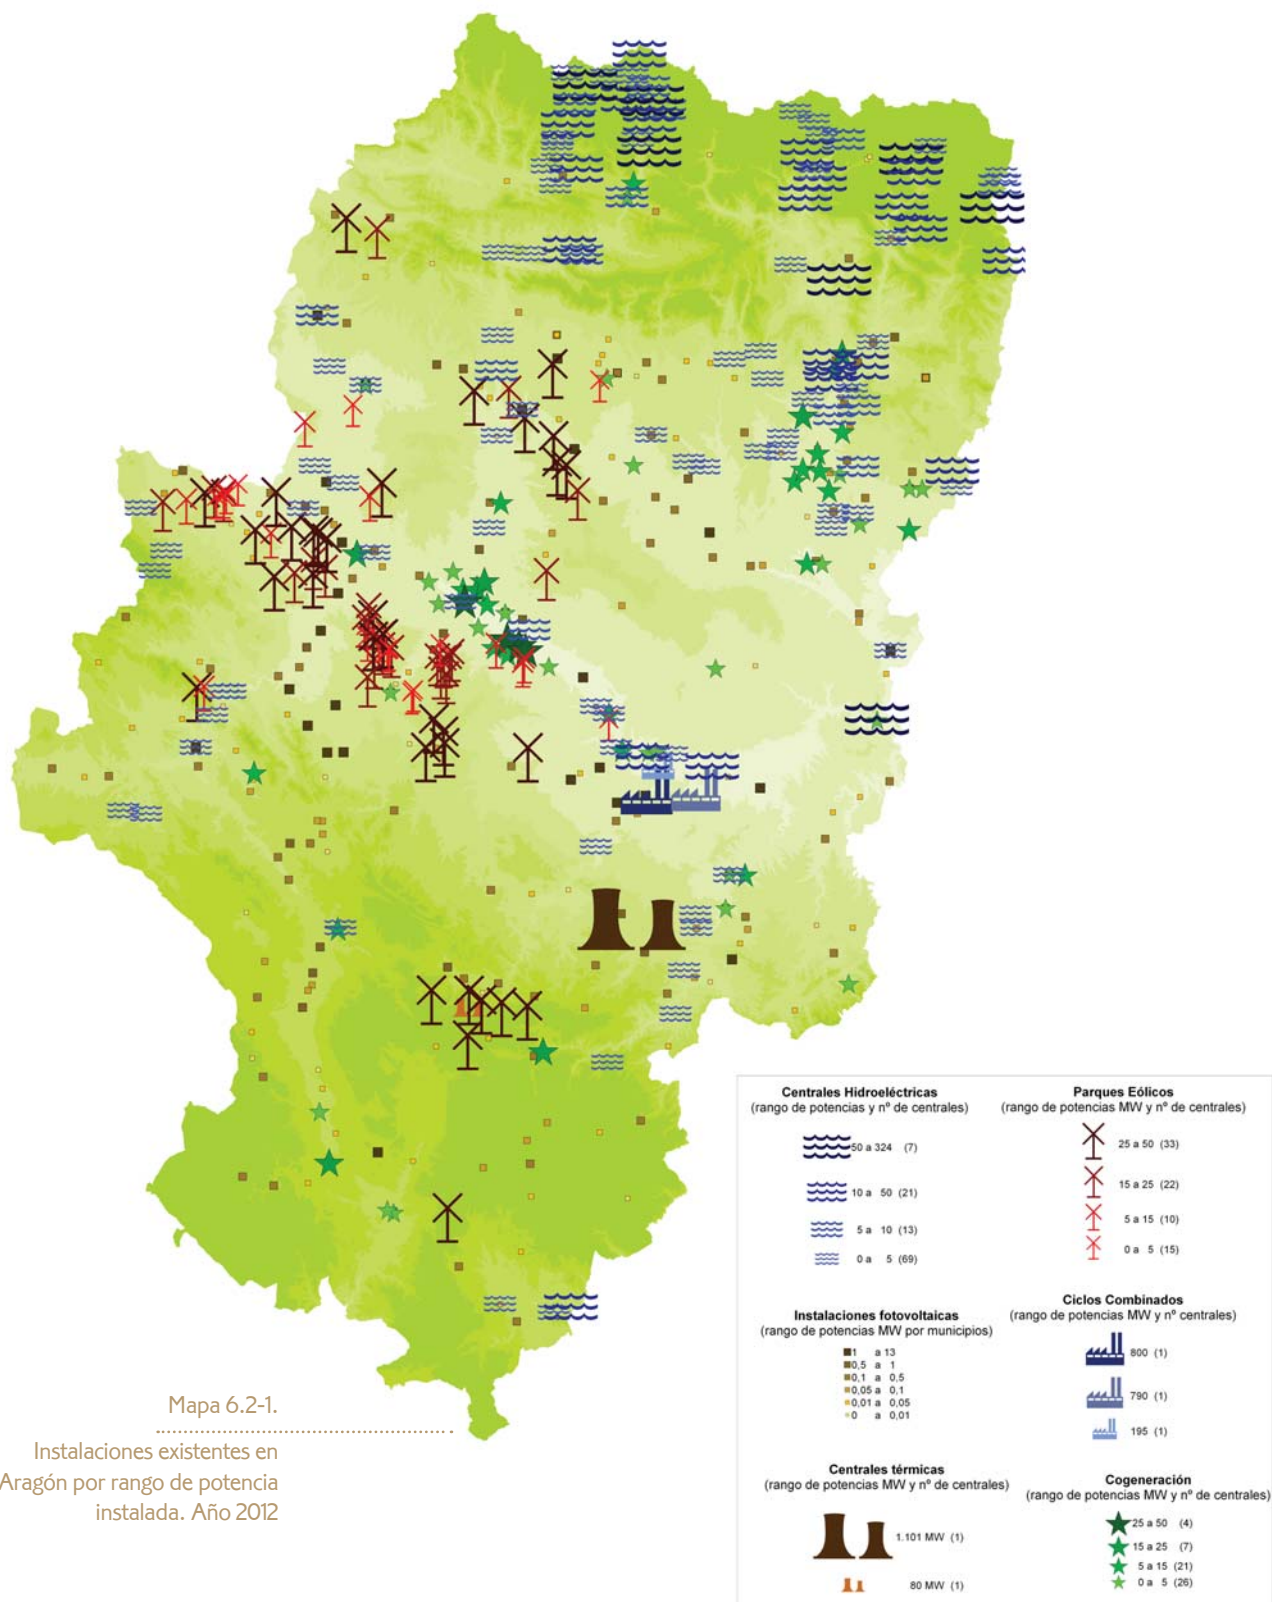 Centrales Hidroeléctricas
(rango de potencias y nº de centrales)
50 a 324 (7)
10 a 50 (21)
5 a 10 (13)
0 a 5 (69)
Parques Eólicos
(rango de potencias MW y nº de centrales)
25 a 50 (33)
15 a 25 (22)
5 a 15 (10)
0 a 5 (15)
Instalaciones fotovoltaicas
(rango de potencias MW por municipios)
1 a 13
0,5 a 1
0,1 a 0,5
0,05 a 0,1
0,01 a 0,05
0 a 0,01
Ciclos Combinados
(rango de potencias MW y nº centrales)
800 (1)
790 (1)
195 (1)
Centrales térmicas
(rango de potencias MW y nº de centrales)
1.101 MW (1)
80 MW (1)
Cogeneración
(rango de potencias MW y nº de centrales)
25 a 50 (4)
15 a 25 (7)
5 a 15 (21)
0 a 5 (26)
Mapa 6.2-1.
Instalaciones existentes en
Aragón por rango de potencia
instalada. Año 2012